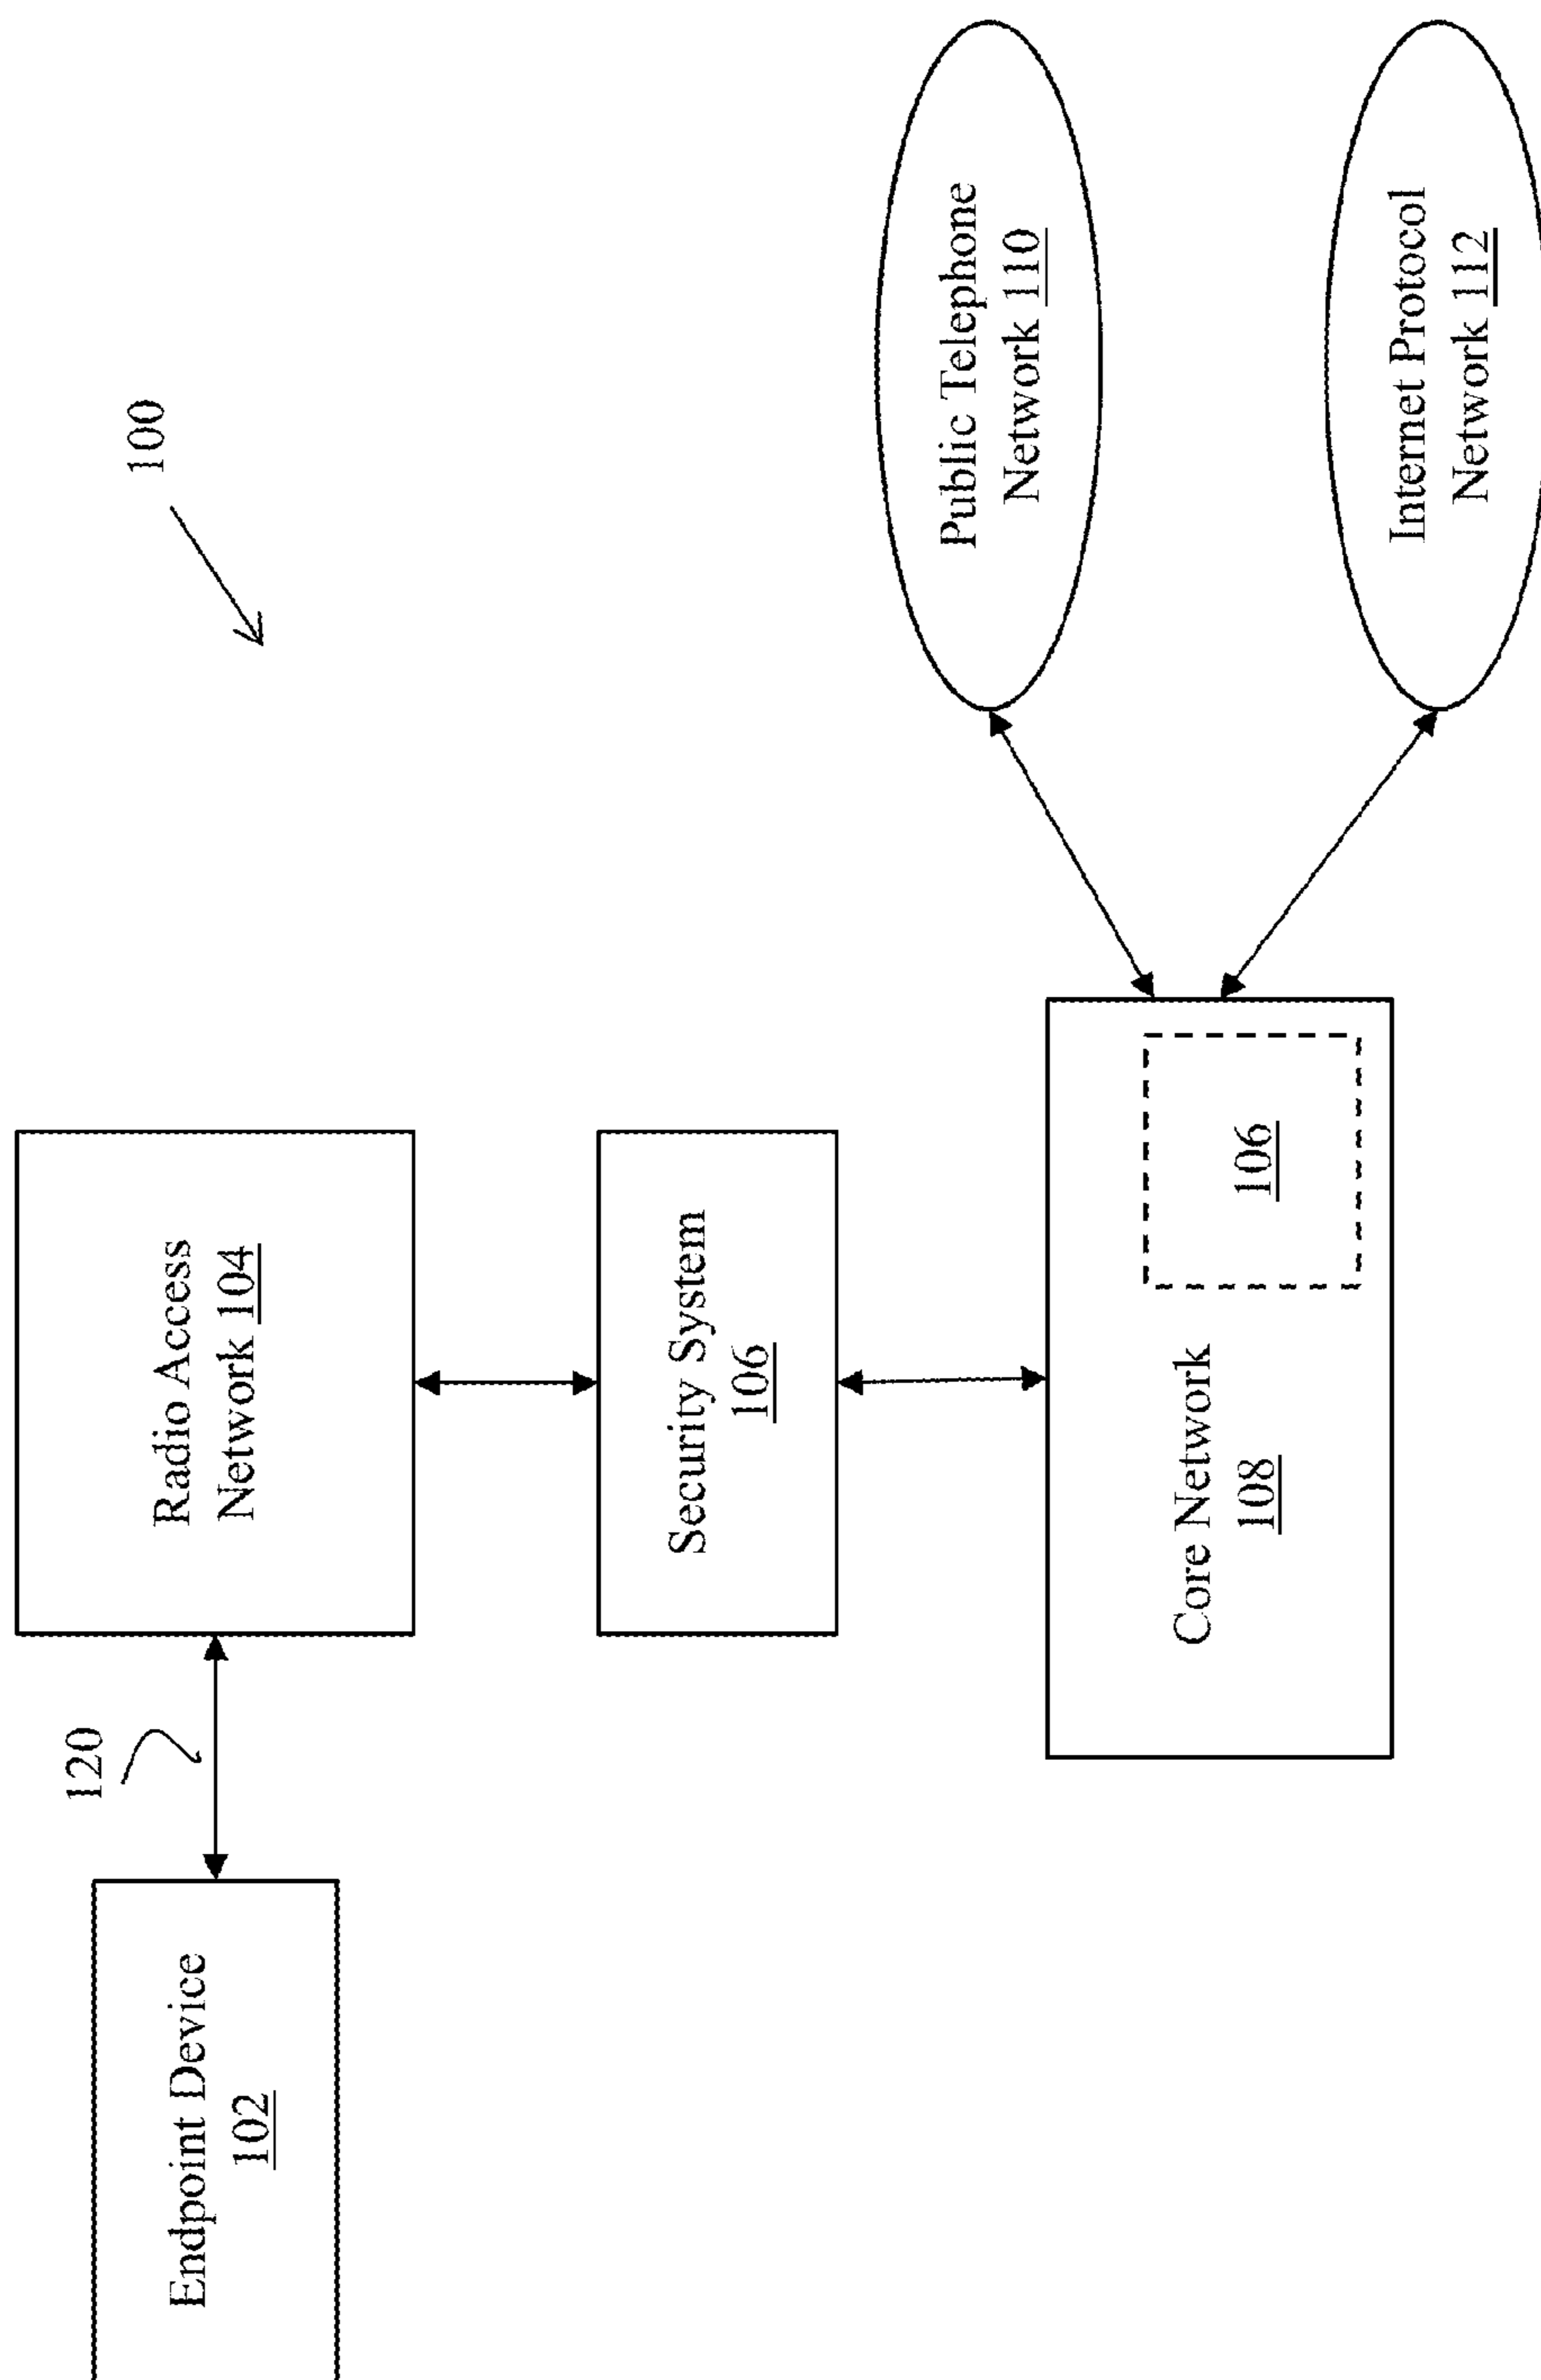 100
120
Endpoint Device
102
Radio Access
Network 104
Security System
106
Core Network
108
106
Public Telephone
Network 110
Internet Protocol
Network 112